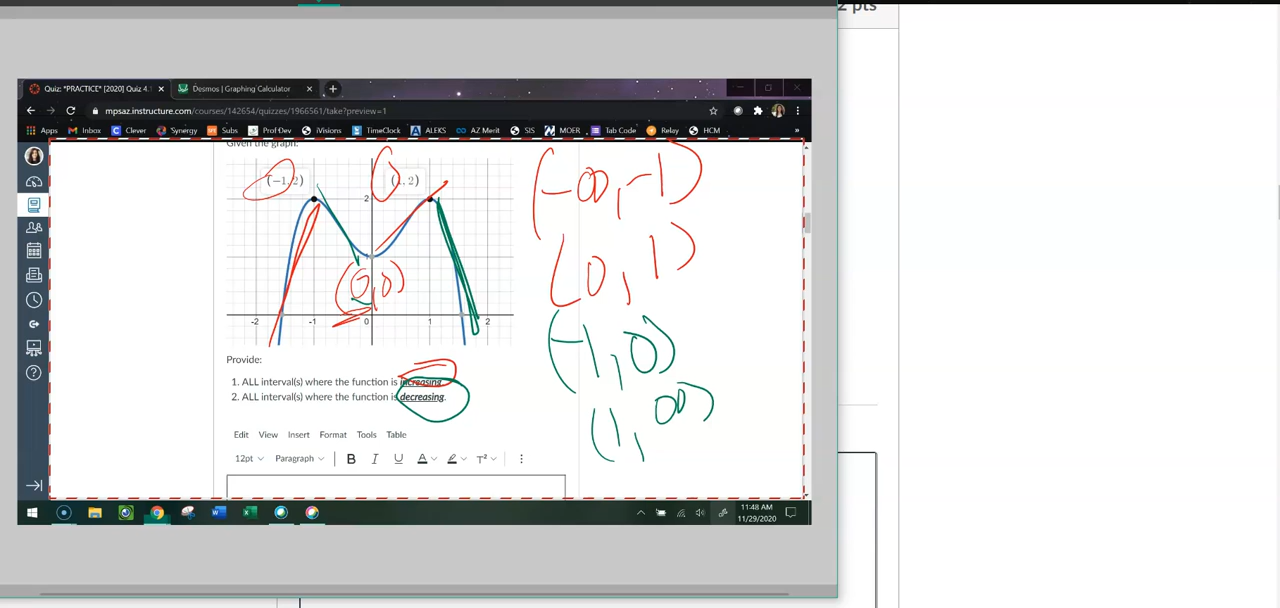 2 pts
Quiz: *PRACTICE* [2020] Quiz 4.
Desmos | Graphing Calculator
mpsaz.instructure.com/courses/142654/quizzes/1966561/take?preview=1
Apps Inbox Clever Synergy Subs Prof Dev iVisions TimeClock ALEKS AZ Merit SIS MOER Tab Code Relay HCM »
Given the graph:
(-1, 2) (1, 2)
2
(0, 0)
-2 -1 0 1 2
(-∞, -1)
(0, 1)
(-1, 0)
(1, ∞)
Provide:
1. ALL interval(s) where the function is increasing.
2. ALL interval(s) where the function is decreasing.
Edit View Insert Format Tools Table
12pt Paragraph B I U A T²
11:48 AM
11/29/2020